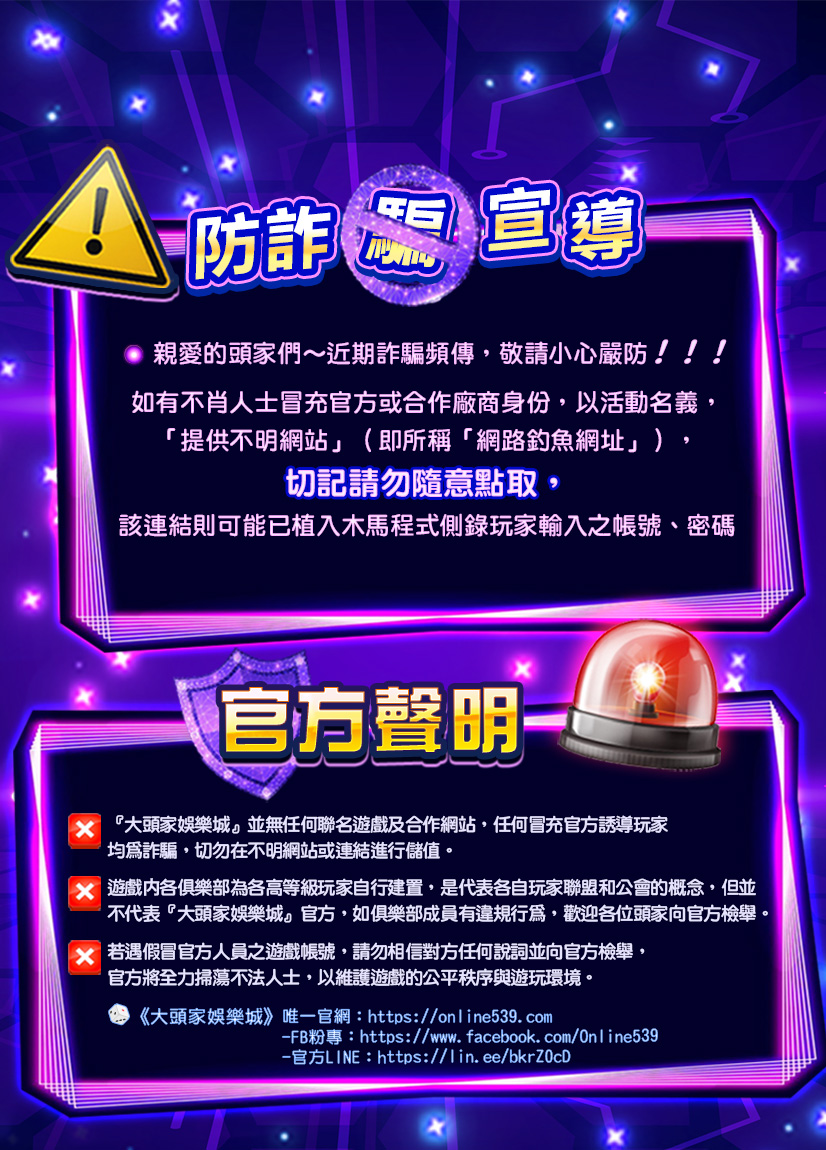 防詐騙宣導
親愛的頭家們～近期詐騙頻傳，敬請小心嚴防！！！
如有不肖人士冒充官方或合作廠商身份，以活動名義，
「提供不明網站」（即所稱「網路釣魚網址」），
切記請勿隨意點取，
該連結則可能已植入木馬程式側錄玩家輸入之帳號、密碼
官方聲明
『大頭家娛樂城』並無任何聯名遊戲及合作網站，任何冒充官方誘導玩家
均為詐騙，切勿在不明網站或連結進行儲值。
遊戲內各俱樂部為各高等級玩家自行建置，是代表各自玩家聯盟和公會的概念，但並
不代表『大頭家娛樂城』官方，如俱樂部成員有違規行為，歡迎各位頭家向官方檢舉。
若遇假冒官方人員之遊戲帳號，請勿相信對方任何說詞並向官方檢舉，
官方將全力掃蕩不法人士，以維護遊戲的公平秩序與遊玩環境。
《大頭家娛樂城》唯一官網：https://online539.com
-FB粉專：https://www.facebook.com/Online539
-官方LINE：https://lin.ee/bkrZOcD